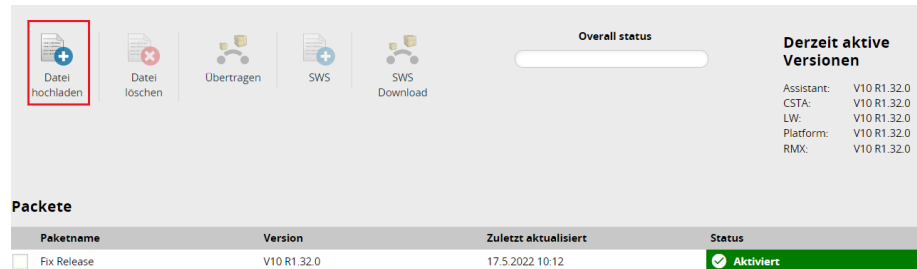 Datei
hochladen
Datei
löschen
Übertragen
SWS
SWS
Download
Overall status
Derzeit aktive
Versionen
Assistant: V10 R1.32.0
CSTA: V10 R1.32.0
LW: V10 R1.32.0
Platform: V10 R1.32.0
RMX: V10 R1.32.0
Packete
Paketname Version Zuletzt aktualisiert Status
Fix Release V10 R1.32.0 17.5.2022 10:12 Aktiviert